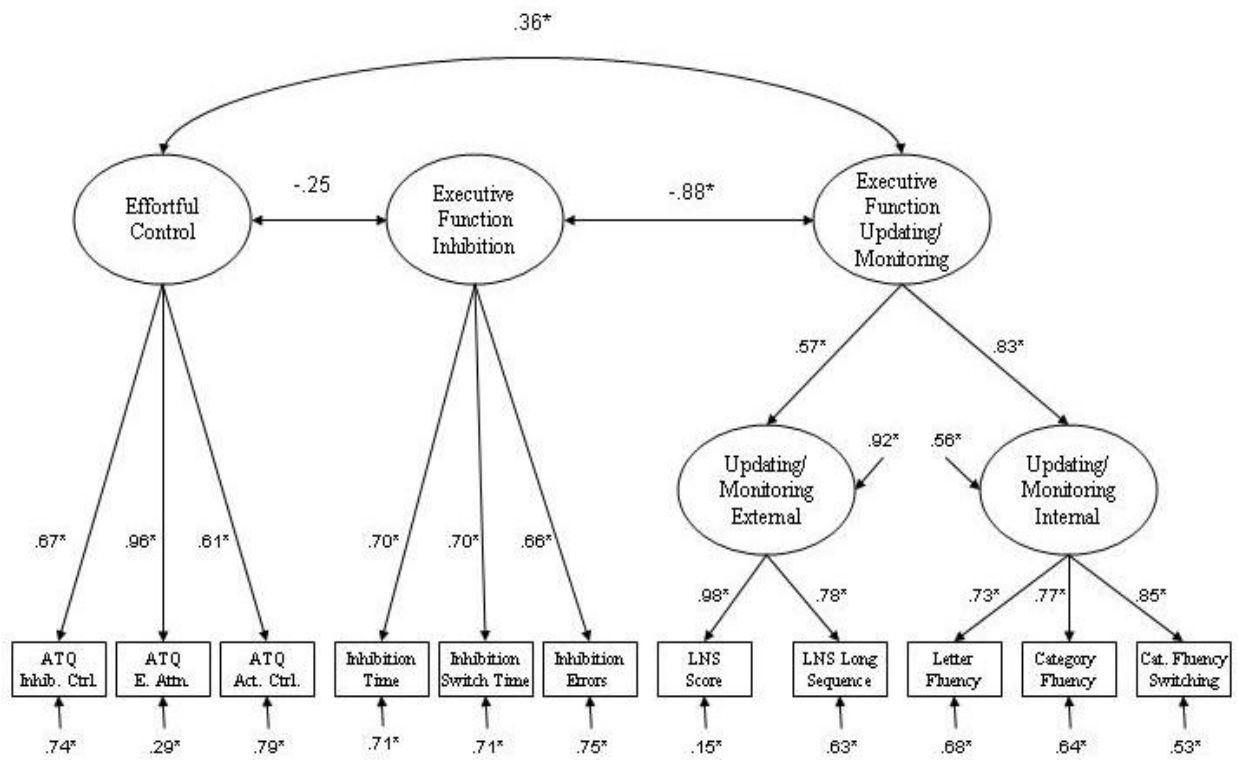 .36*
Effortful
Control
-.25
Executive
Function
Inhibition
-.88*
Executive
Function
Updating/
Monitoring
.57*
.83*
Updating/
Monitoring
External
.92*
.56*
Updating/
Monitoring
Internal
.67*
.96*
.61*
.70*
.70*
.66*
.98*
.78*
.73*
.77*
.85*
ATQ
Inhib. Ctrl.
ATQ
E. Attn.
ATQ
Act. Ctrl.
Inhibition
Time
Inhibition
Switch Time
Inhibition
Errors
LNS
Score
LNS Long
Sequence
Letter
Fluency
Category
Fluency
Cat. Fluency
Switching
.74*
.29*
.79*
.71*
.71*
.75*
.15*
.63*
.68*
.64*
.53*